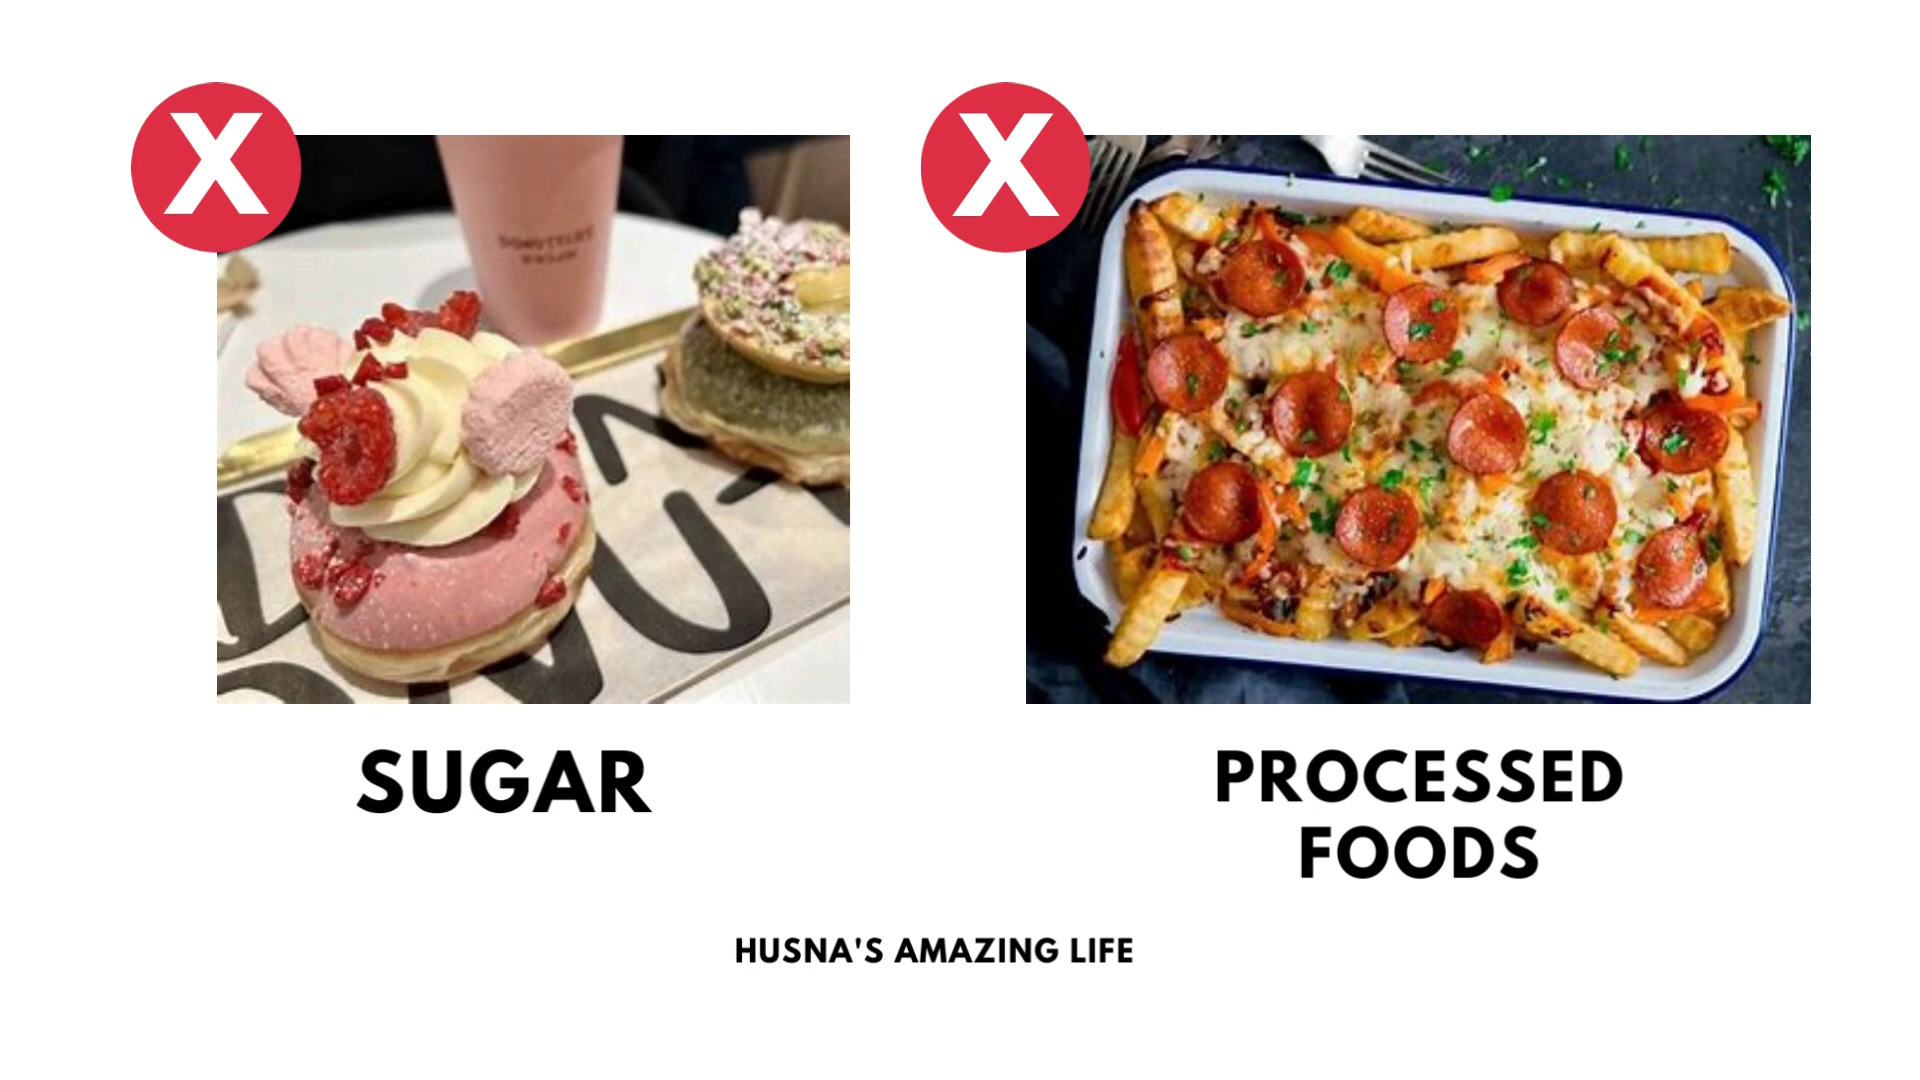 X
X
SUGAR
PROCESSED
FOODS
HUSNA'S AMAZING LIFE